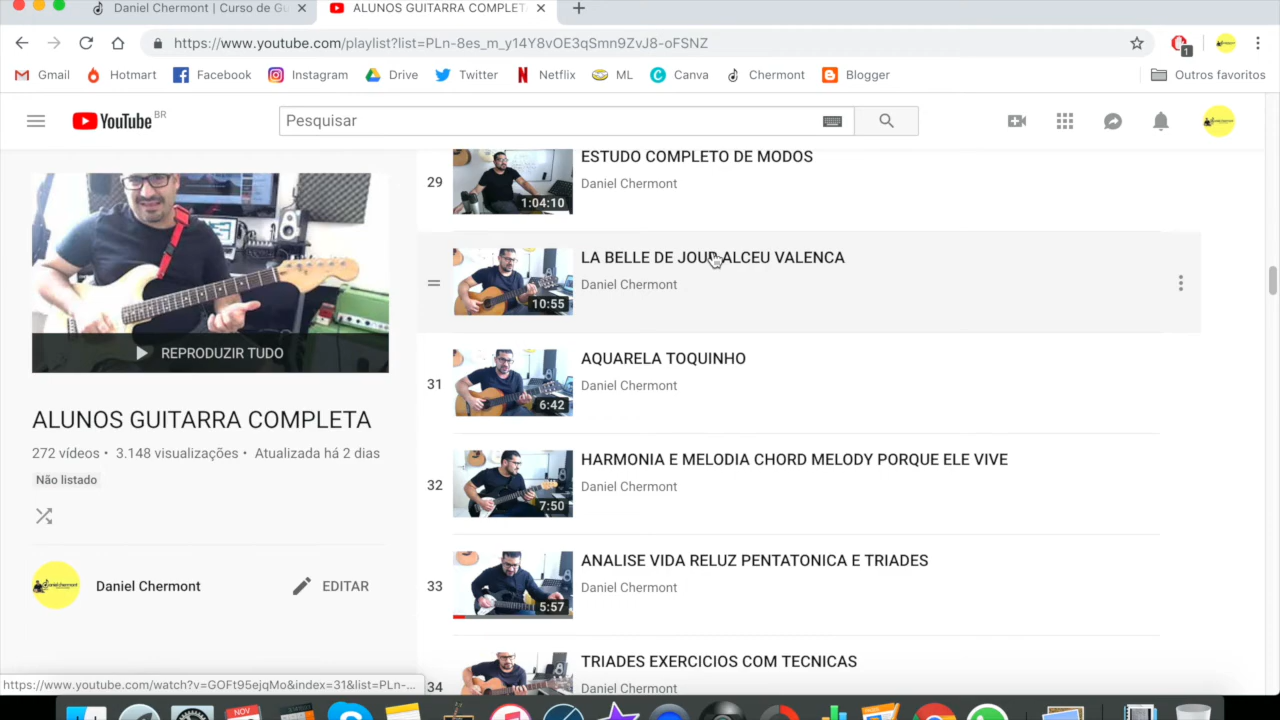 Daniel Chermont | Curso de Gu
ALUNOS GUITARRA COMPLET
https://www.youtube.com/playlist?list=PLn-8es_m_y14Y8vOE3qSmn9ZvJ8-oFSNZ
1
Gmail
Hotmart
Facebook
Instagram
Drive
Twitter
Netflix
ML
Canva
Chermont
Blogger
Outros favoritos
YouTube BR
Pesquisar
REPRODUZIR TUDO
ALUNOS GUITARRA COMPLETA
272 vídeos • 3.148 visualizações • Atualizada há 2 dias
Não listado
Daniel Chermont
EDITAR
29
1:04:10
ESTUDO COMPLETO DE MODOS
Daniel Chermont
10:55
LA BELLE DE JOUR ALCEU VALENCA
Daniel Chermont
31
6:42
AQUARELA TOQUINHO
Daniel Chermont
32
7:50
HARMONIA E MELODIA CHORD MELODY PORQUE ELE VIVE
Daniel Chermont
33
5:57
ANALISE VIDA RELUZ PENTATONICA E TRIADES
Daniel Chermont
34
TRIADES EXERCICIOS COM TECNICAS
Daniel Chermont
https://www.youtube.com/watch?v=GOFt95ejqMo&index=31&list=PLn-...
NOV